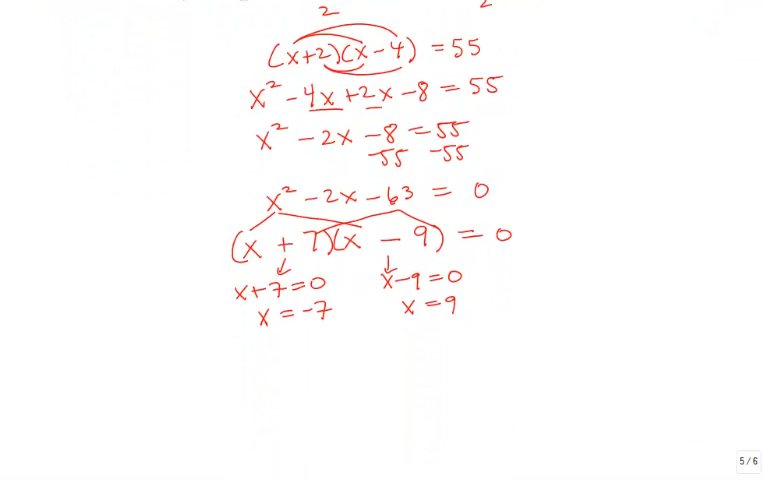 2 2
(x+2)(x-4) = 55
x² - 4x + 2x - 8 = 55
x² - 2x - 8 = 55
-55 -55
x² - 2x - 63 = 0
(x + 7)(x - 9) = 0
x+7=0 x-9=0
x = -7 x = 9
5/6